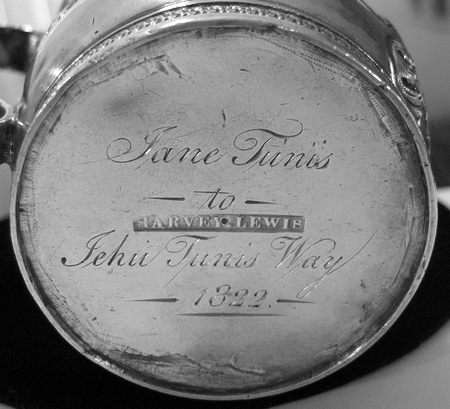 Jane Tunis
to
HARVEY.LEWIS
Jehu Tunis Way
1822.